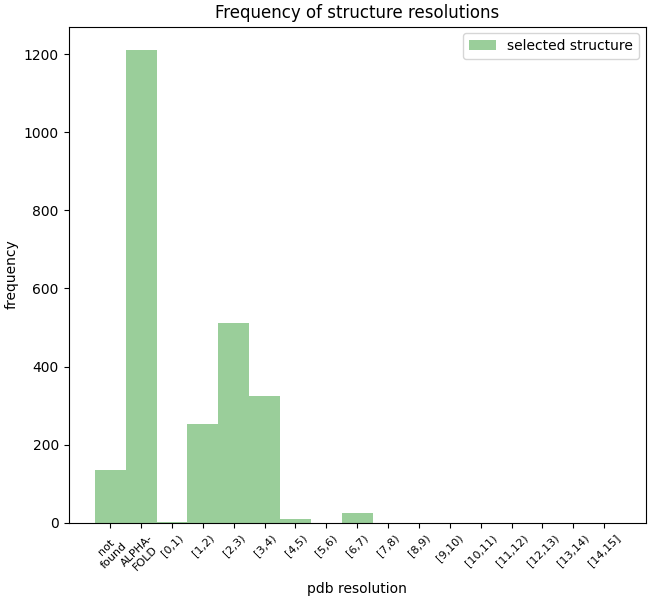 Frequency of structure resolutions
selected structure
1200
1000
800
600
400
200
0
frequency
not
found
ALPHA-
FOLD
[0,1)
[1,2)
[2,3)
[3,4)
[4,5)
[5,6)
[6,7)
[7,8)
[8,9)
[9,10)
[10,11)
[11,12)
[12,13)
[13,14)
[14,15]
pdb resolution